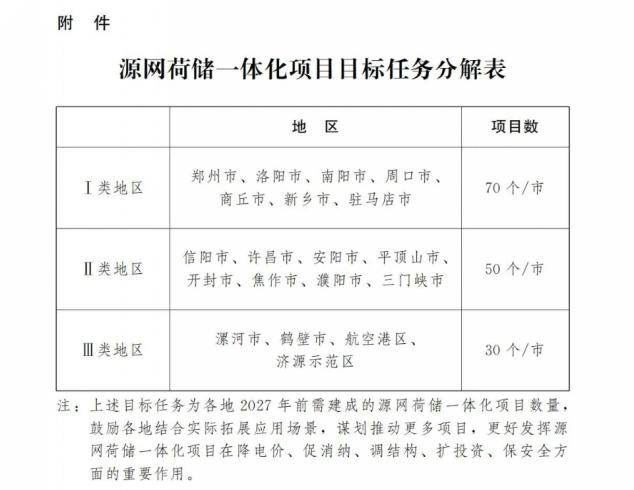 附 件
源网荷储一体化项目目标任务分解表
地 区
项目数
Ⅰ类地区
郑州市、洛阳市、南阳市、周口市、
商丘市、新乡市、驻马店市
70 个/市
Ⅱ类地区
信阳市、许昌市、安阳市、平顶山市、
开封市、焦作市、濮阳市、三门峡市
50 个/市
Ⅲ类地区
漯河市、鹤壁市、航空港区、
济源示范区
30 个/市
注：上述目标任务为各地 2027 年前需建成的源网荷储一体化项目数量，
鼓励各地结合实际拓展应用场景，谋划推动更多项目，更好发挥源
网荷储一体化项目在降电价、促消纳、调结构、扩投资、保安全方
面的重要作用。